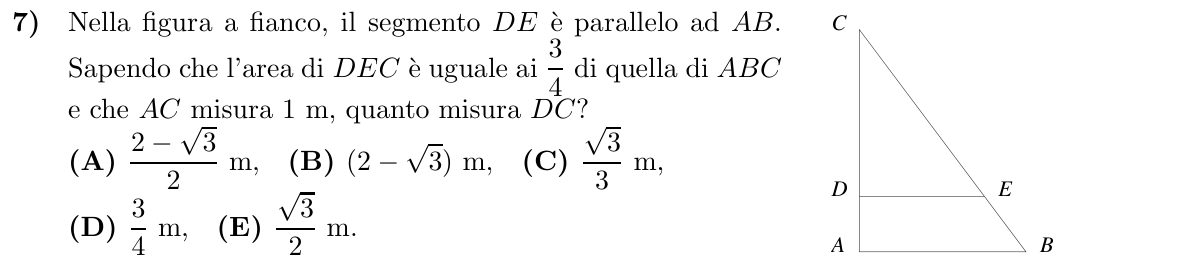 7) Nella figura a fianco, il segmento DE è parallelo ad AB.
Sapendo che l'area di DEC è uguale ai 3/4 di quella di ABC
e che AC misura 1 m, quanto misura DC?
(A) (2 − √3)/2 m, (B) (2 − √3) m, (C) √3/3 m,
(D) 3/4 m, (E) √3/2 m.
C
D
E
A
B